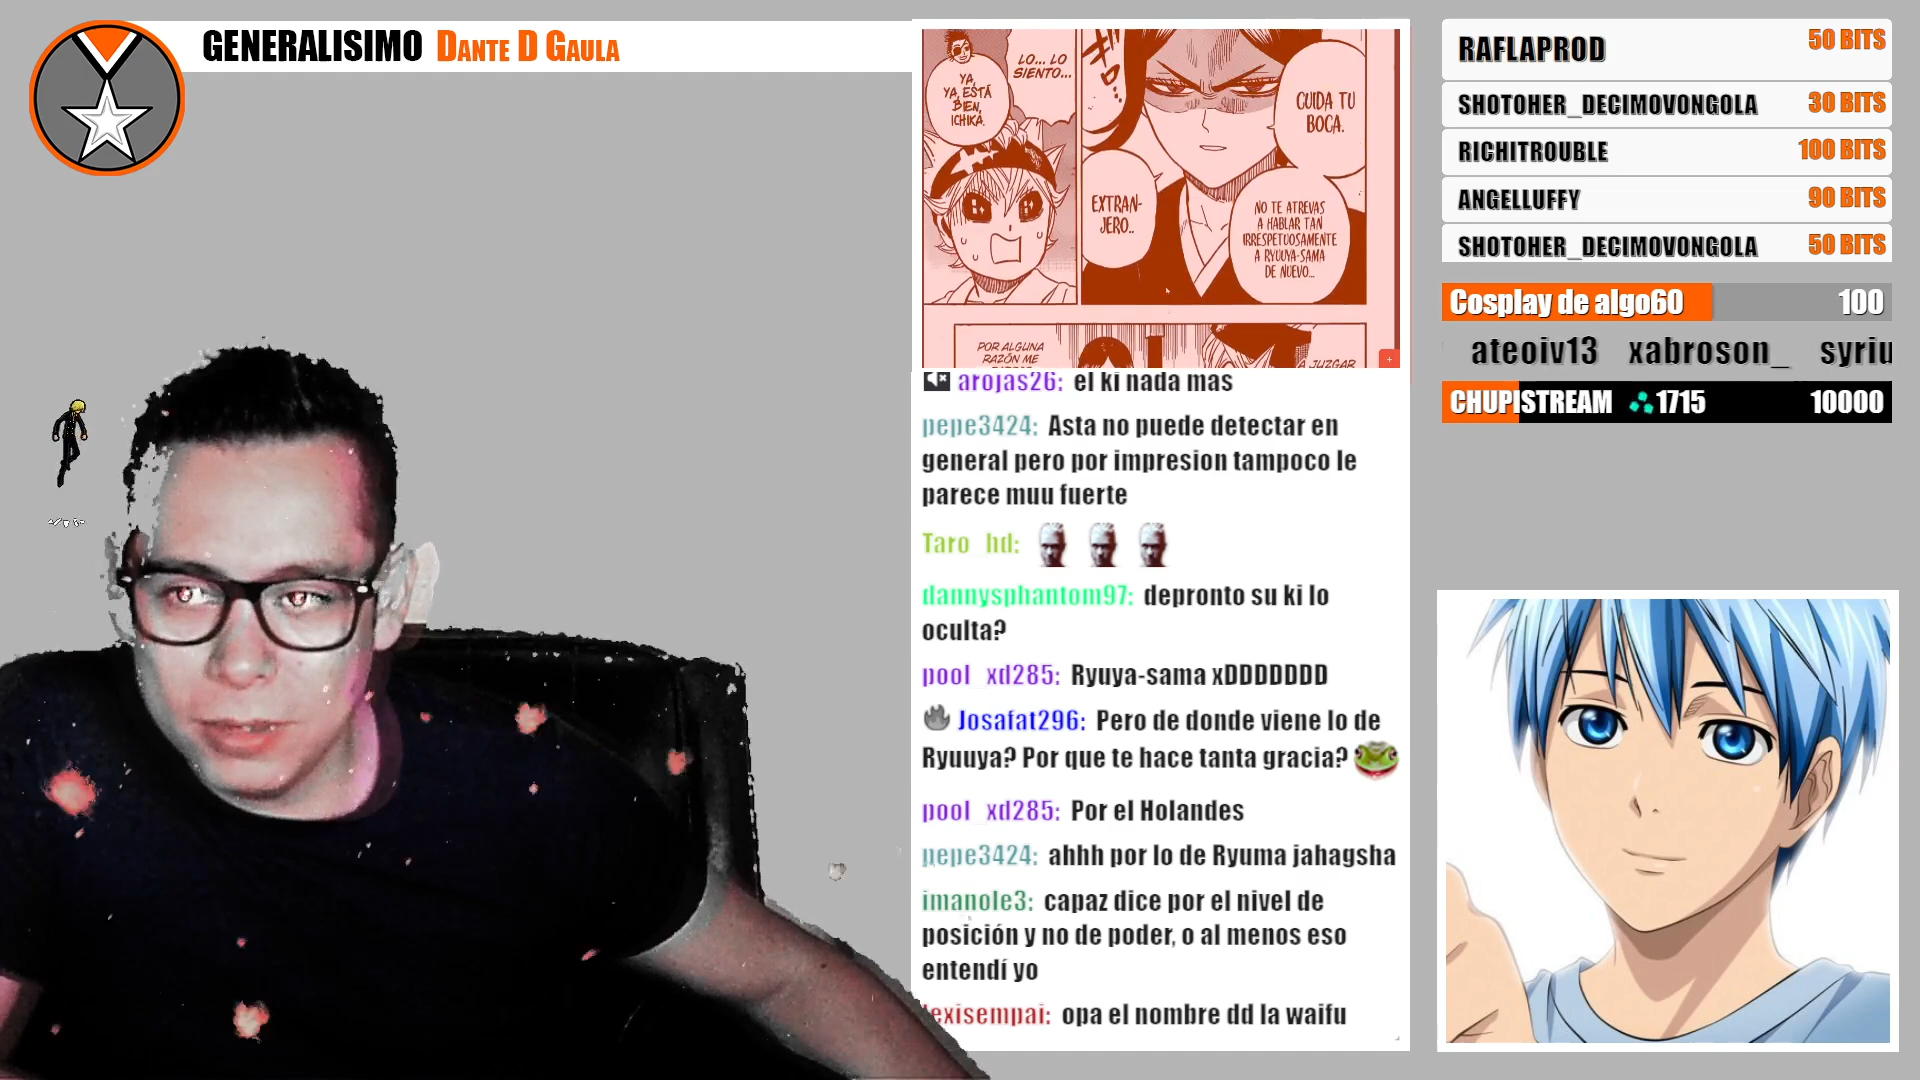 GENERALISIMO Dante D Gaula
YA,
YA, ESTÁ
BIEN,
ICHIKA.
LO... LO
SIENTO...
CUIDA TU
BOCA.
EXTRAN-
JERO..
NO TE ATREVAS
A HABLAR TAN
IRRESPETUOSAMENTE
A RYUUYA-SAMA
DE NUEVO...
POR ALGUNA
RAZÓN ME
A JUZGAR
arojas26: el ki nada mas
pepe3424: Asta no puede detectar en
general pero por impresion tampoco le
parece muu fuerte
Taro_hd:
dannysphantom97: depronto su ki lo
oculta?
pool_xd285: Ryuya-sama xDDDDDDD
Josafat296: Pero de donde viene lo de
Ryuuya? Por que te hace tanta gracia?
pool_xd285: Por el Holandes
pepe3424: ahhh por lo de Ryuma jahagsha
imanole3: capaz dice por el nivel de
posición y no de poder, o al menos eso
entendí yo
lexisempai: opa el nombre dd la waifu
RAFLAPROD 50 BITS
SHOTOHER_DECIMOVONGOLA 30 BITS
RICHITROUBLE 100 BITS
ANGELLUFFY 90 BITS
SHOTOHER_DECIMOVONGOLA 50 BITS
Cosplay de algo60 100
ateoiv13 xabroson_ syriu
CHUPISTREAM 1715 10000